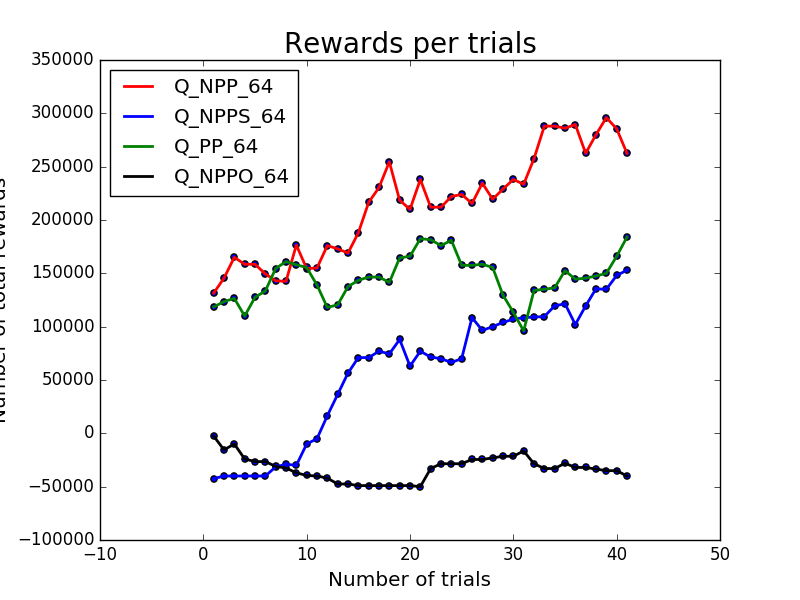 Rewards per trials
350000
300000
250000
200000
150000
100000
50000
0
−50000
−100000
Q_NPP_64
Q_NPPS_64
Q_PP_64
Q_NPPO_64
−10
0
10
20
30
40
50
Number of trials
Number of total rewards